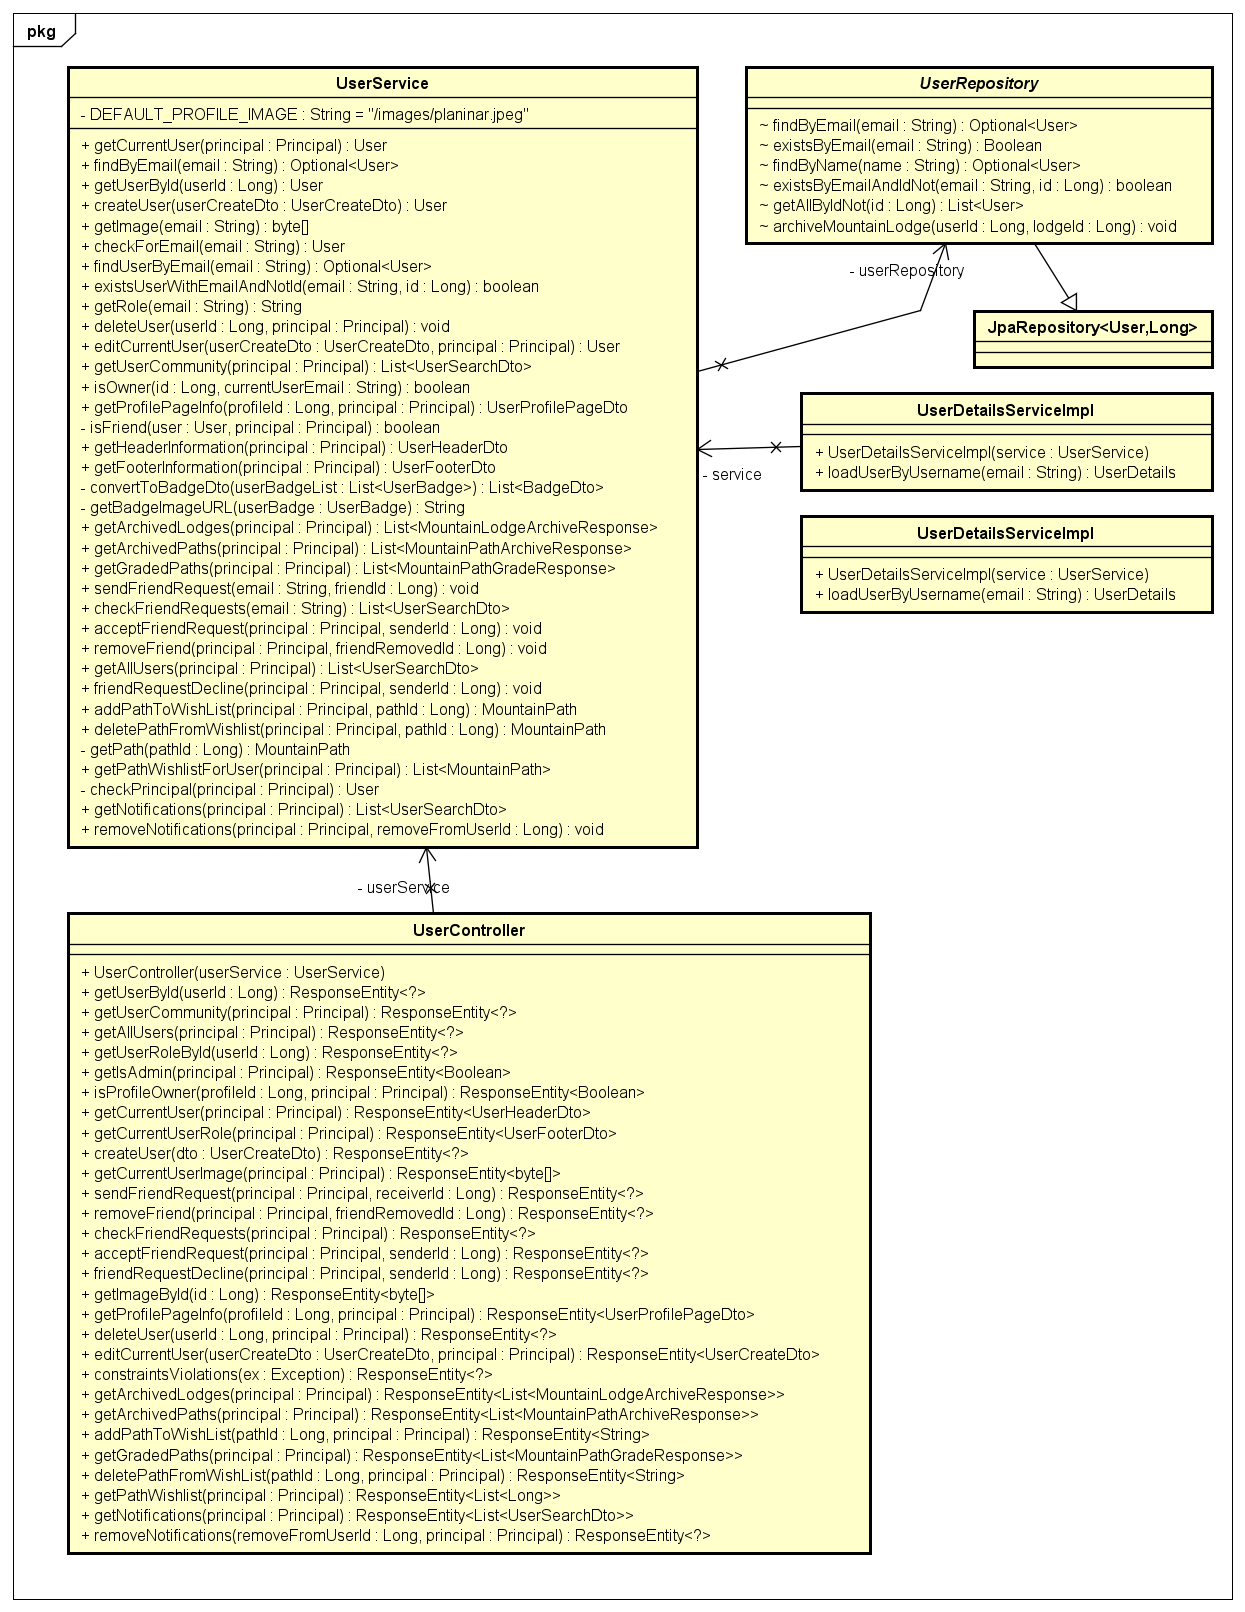 pkg
UserService
- DEFAULT_PROFILE_IMAGE : String = "/images/planinar.jpeg"
+ getCurrentUser(principal : Principal) : User
+ findByEmail(email : String) : Optional<User>
+ getUserById(userId : Long) : User
+ createUser(userCreateDto : UserCreateDto) : User
+ getImage(email : String) : byte[]
+ checkForEmail(email : String) : User
+ findUserByEmail(email : String) : Optional<User>
+ existsUserWithEmailAndNotId(email : String, id : Long) : boolean
+ getRole(email : String) : String
+ deleteUser(userId : Long, principal : Principal) : void
+ editCurrentUser(userCreateDto : UserCreateDto, principal : Principal) : User
+ getUserCommunity(principal : Principal) : List<UserSearchDto>
+ isOwner(id : Long, currentUserEmail : String) : boolean
+ getProfilePageInfo(profileId : Long, principal : Principal) : UserProfilePageDto
- isFriend(user : User, principal : Principal) : boolean
+ getHeaderInformation(principal : Principal) : UserHeaderDto
+ getFooterInformation(principal : Principal) : UserFooterDto
- convertToBadgeDto(userBadgeList : List<UserBadge>) : List<BadgeDto>
- getBadgeImageURL(userBadge : UserBadge) : String
+ getArchivedLodges(principal : Principal) : List<MountainLodgeArchiveResponse>
+ getArchivedPaths(principal : Principal) : List<MountainPathArchiveResponse>
+ getGradedPaths(principal : Principal) : List<MountainPathGradeResponse>
+ sendFriendRequest(email : String, friendId : Long) : void
+ checkFriendRequests(email : String) : List<UserSearchDto>
+ acceptFriendRequest(principal : Principal, senderId : Long) : void
+ removeFriend(principal : Principal, friendRemovedId : Long) : void
+ getAllUsers(principal : Principal) : List<UserSearchDto>
+ friendRequestDecline(principal : Principal, senderId : Long) : void
+ addPathToWishList(principal : Principal, pathId : Long) : MountainPath
+ deletePathFromWishlist(principal : Principal, pathId : Long) : MountainPath
- getPath(pathId : Long) : MountainPath
+ getPathWishlistForUser(principal : Principal) : List<MountainPath>
- checkPrincipal(principal : Principal) : User
+ getNotifications(principal : Principal) : List<UserSearchDto>
+ removeNotifications(principal : Principal, removeFromUserId : Long) : void
UserRepository
~ findByEmail(email : String) : Optional<User>
~ existsByEmail(email : String) : Boolean
~ findByName(name : String) : Optional<User>
~ existsByEmailAndIdNot(email : String, id : Long) : boolean
~ getAllByIdNot(id : Long) : List<User>
~ archiveMountainLodge(userId : Long, lodgeId : Long) : void
- userRepository
JpaRepository<User,Long>
UserDetailsServiceImpl
+ UserDetailsServiceImpl(service : UserService)
+ loadUserByUsername(email : String) : UserDetails
- service
UserDetailsServiceImpl
+ UserDetailsServiceImpl(service : UserService)
+ loadUserByUsername(email : String) : UserDetails
- userService
UserController
+ UserController(userService : UserService)
+ getUserById(userId : Long) : ResponseEntity<?>
+ getUserCommunity(principal : Principal) : ResponseEntity<?>
+ getAllUsers(principal : Principal) : ResponseEntity<?>
+ getUserRoleById(userId : Long) : ResponseEntity<?>
+ getIsAdmin(principal : Principal) : ResponseEntity<Boolean>
+ isProfileOwner(profileId : Long, principal : Principal) : ResponseEntity<Boolean>
+ getCurrentUser(principal : Principal) : ResponseEntity<UserHeaderDto>
+ getCurrentUserRole(principal : Principal) : ResponseEntity<UserFooterDto>
+ createUser(dto : UserCreateDto) : ResponseEntity<?>
+ getCurrentUserImage(principal : Principal) : ResponseEntity<byte[]>
+ sendFriendRequest(principal : Principal, receiverId : Long) : ResponseEntity<?>
+ removeFriend(principal : Principal, friendRemovedId : Long) : ResponseEntity<?>
+ checkFriendRequests(principal : Principal) : ResponseEntity<?>
+ acceptFriendRequest(principal : Principal, senderId : Long) : ResponseEntity<?>
+ friendRequestDecline(principal : Principal, senderId : Long) : ResponseEntity<?>
+ getImageById(id : Long) : ResponseEntity<byte[]>
+ getProfilePageInfo(profileId : Long, principal : Principal) : ResponseEntity<UserProfilePageDto>
+ deleteUser(userId : Long, principal : Principal) : ResponseEntity<?>
+ editCurrentUser(userCreateDto : UserCreateDto, principal : Principal) : ResponseEntity<UserCreateDto>
+ constraintsViolations(ex : Exception) : ResponseEntity<?>
+ getArchivedLodges(principal : Principal) : ResponseEntity<List<MountainLodgeArchiveResponse>>
+ getArchivedPaths(principal : Principal) : ResponseEntity<List<MountainPathArchiveResponse>>
+ addPathToWishList(pathId : Long, principal : Principal) : ResponseEntity<String>
+ getGradedPaths(principal : Principal) : ResponseEntity<List<MountainPathGradeResponse>>
+ deletePathFromWishList(pathId : Long, principal : Principal) : ResponseEntity<String>
+ getPathWishlist(principal : Principal) : ResponseEntity<List<Long>>
+ getNotifications(principal : Principal) : ResponseEntity<List<UserSearchDto>>
+ removeNotifications(removeFromUserId : Long, principal : Principal) : ResponseEntity<?>